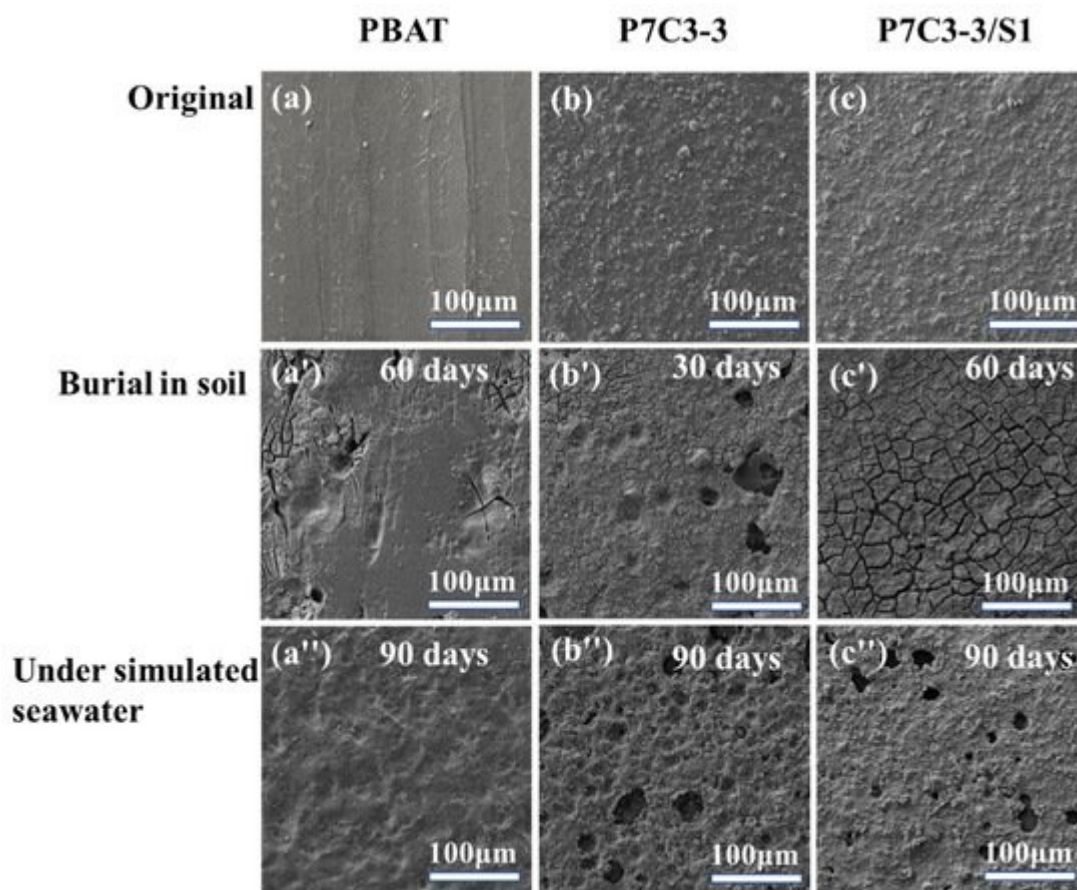 PBAT P7C3-3 P7C3-3/S1
Original (a) (b) (c)
100μm 100μm 100μm
Burial in soil (a') 60 days (b') 30 days (c') 60 days
100μm 100μm 100μm
Under simulated
seawater
(a'') 90 days (b'') 90 days (c'') 90 days
100μm 100μm 100μm